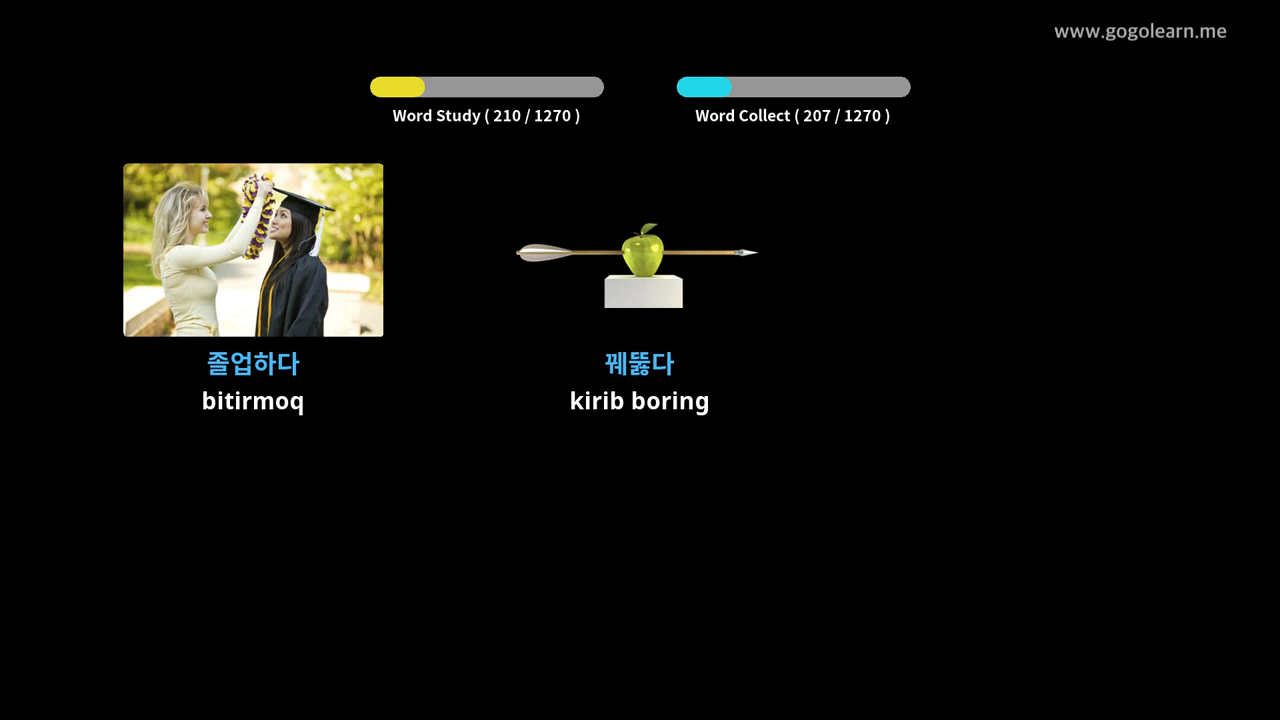 www.gogolearn.me
Word Study ( 210 / 1270 )
Word Collect ( 207 / 1270 )
졸업하다
bitirmoq
꿰뚫다
kirib boring